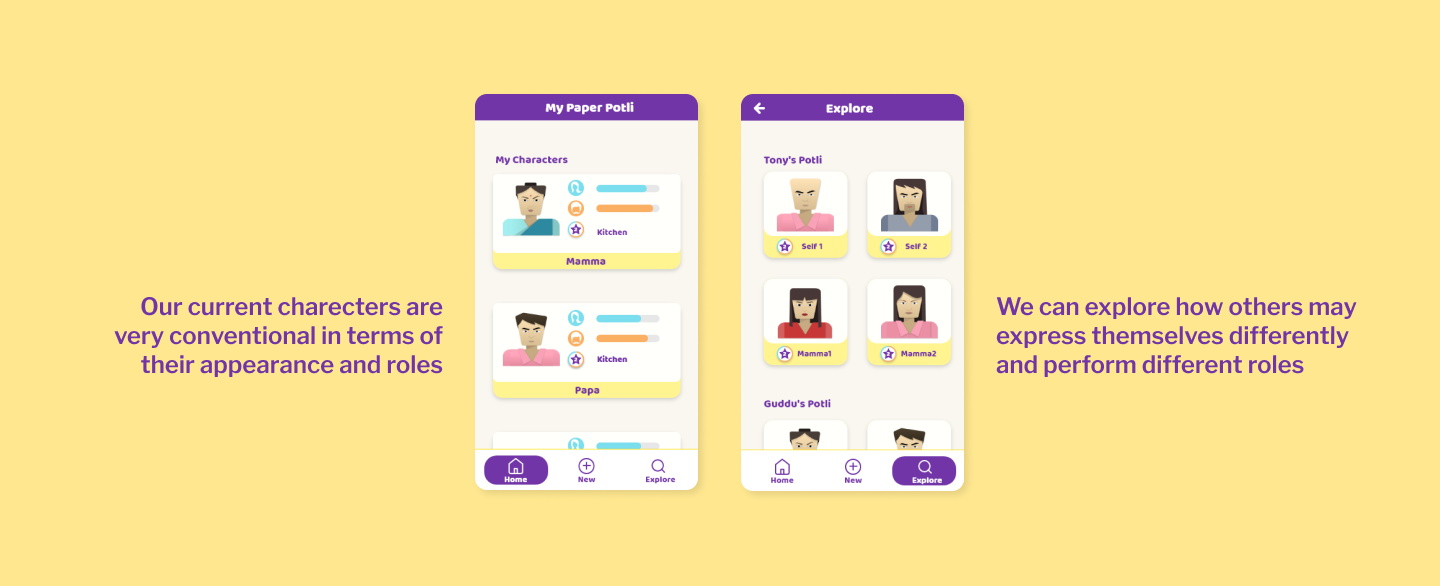 Our current charecters are
very conventional in terms of
their appearance and roles
My Paper Potli
My Characters
Kitchen
Mamma
Kitchen
Papa
Home
New
Explore
Explore
Tony's Potli
Self 1
Self 2
Mamma1
Mamma2
Guddu's Potli
Home
New
Explore
We can explore how others may
express themselves differently
and perform different roles